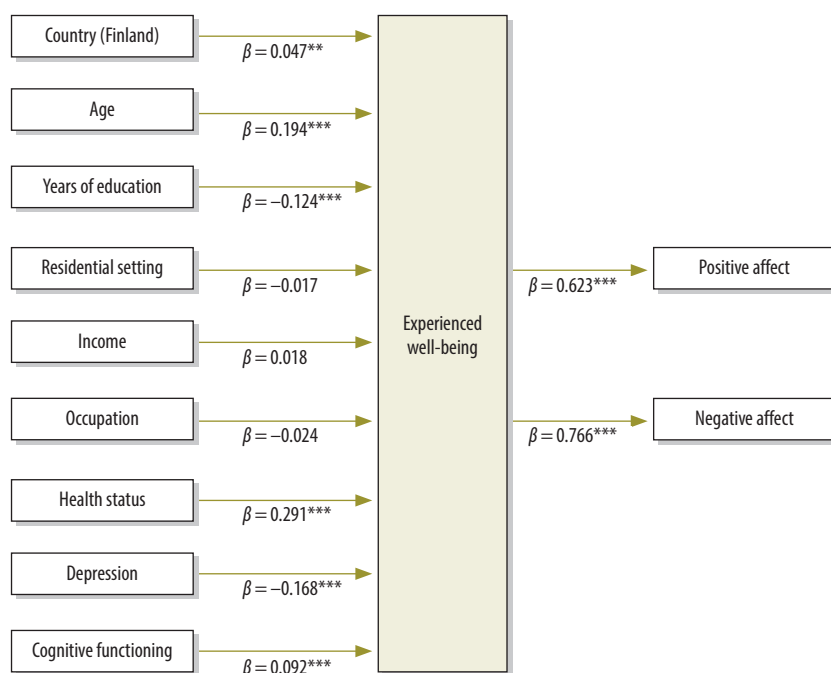 Country (Finland)
β = 0.047**
Age
β = 0.194***
Years of education
β = –0.124***
Residential setting
β = –0.017
Income
β = 0.018
Occupation
β = –0.024
Health status
β = 0.291***
Depression
β = –0.168***
Cognitive functioning
β = 0.092***
Experienced
well-being
β = 0.623***
Positive affect
β = 0.766***
Negative affect